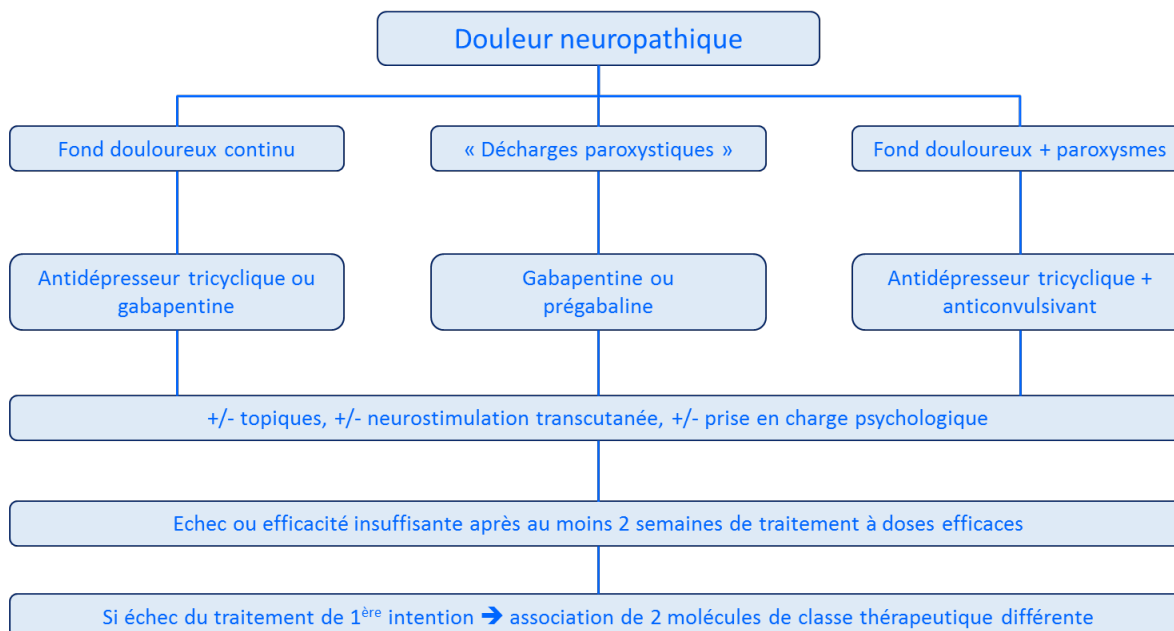 Douleur neuropathique
Fond douloureux continu
« Décharges paroxystiques »
Fond douloureux + paroxysmes
Antidépresseur tricyclique ou
gabapentine
Gabapentine ou
prégabaline
Antidépresseur tricyclique +
anticonvulsivant
+/- topiques, +/- neurostimulation transcutanée, +/- prise en charge psychologique
Echec ou efficacité insuffisante après au moins 2 semaines de traitement à doses efficaces
Si échec du traitement de 1ère intention ➔ association de 2 molécules de classe thérapeutique différente